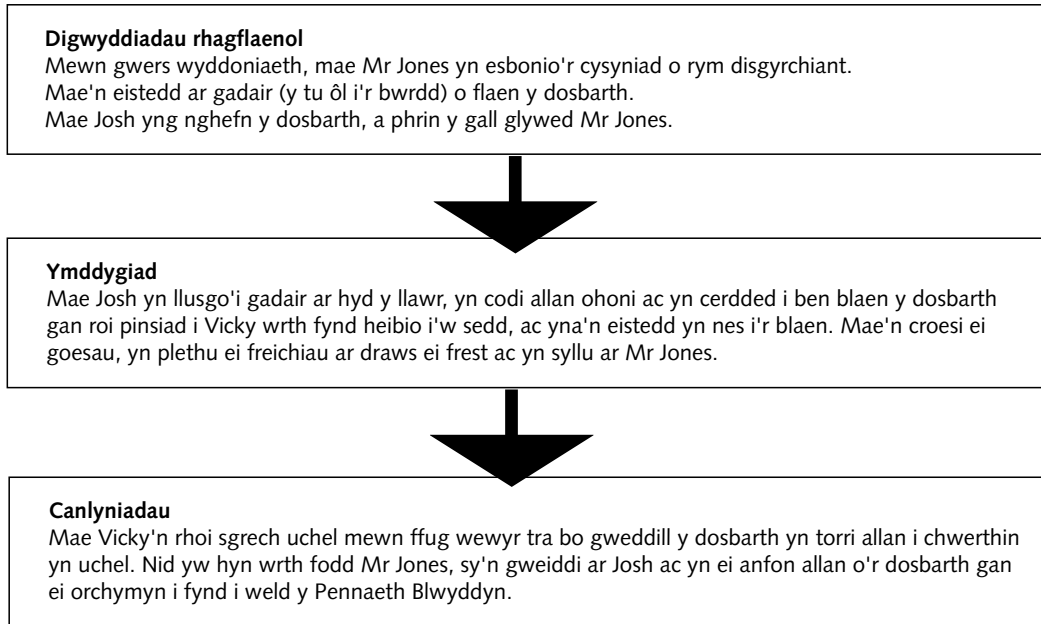 Digwyddiadau rhagflaenol
Mewn gwers wyddoniaeth, mae Mr Jones yn esbonio'r cysyniad o rym disgyrchiant.
Mae'n eistedd ar gadair (y tu ôl i'r bwrdd) o flaen y dosbarth.
Mae Josh yng nghefn y dosbarth, a phrin y gall glywed Mr Jones.
Ymddygiad
Mae Josh yn llusgo'i gadair ar hyd y llawr, yn codi allan ohoni ac yn cerdded i ben blaen y dosbarth
gan roi pinsiad i Vicky wrth fynd heibio i'w sedd, ac yna'n eistedd yn nes i'r blaen. Mae'n croesi ei
goesau, yn plethu ei freichiau ar draws ei frest ac yn syllu ar Mr Jones.
Canlyniadau
Mae Vicky'n rhoi sgrech uchel mewn ffug wewyr tra bo gweddill y dosbarth yn torri allan i chwerthin
yn uchel. Nid yw hyn wrth fodd Mr Jones, sy'n gweiddi ar Josh ac yn ei anfon allan o'r dosbarth gan
ei orchymyn i fynd i weld y Pennaeth Blwyddyn.